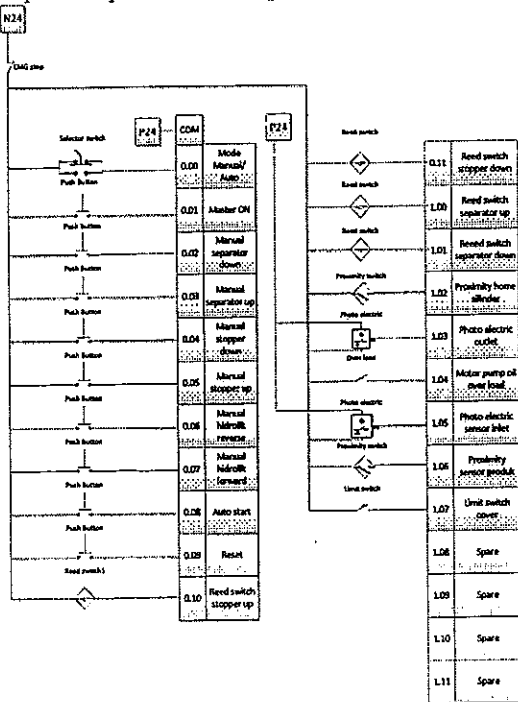 N24
EMG stop
P24
COM
P24
Selector switch
0.00
Mode
Manual/
Auto
Push Button
0.01
Master ON
Push Button
0.02
Manual
separator
down
Push Button
0.03
Manual
separator up
Push Button
0.04
Manual
stopper
down
Push Button
0.05
Manual
stopper up
Push Button
0.06
Manual
hidrolik
reverse
Push Button
0.07
Manual
hidrolik
forward
Push Button
0.08
Auto start
Push Button
0.09
Reset
Reed switch1
0.10
Reed switch
stopper up
Reed switch
0.11
Reed switch
stopper down
Reed switch
1.00
Reed switch
separator up
Reed switch
1.01
Reeed switch
separator down
Proximity switch
1.02
Proximity home
silinder
Photo electric
1.03
Photo electric
outlet
Over load
1.04
Motor pump oil
over load
Photo electric
1.05
Photo electric
sensor inlet
Proximity switch
1.06
Proximity
sensor produk
Limit switch
1.07
Limit switch
cover
1.08
Spare
1.09
Spare
1.10
Spare
1.11
Spare